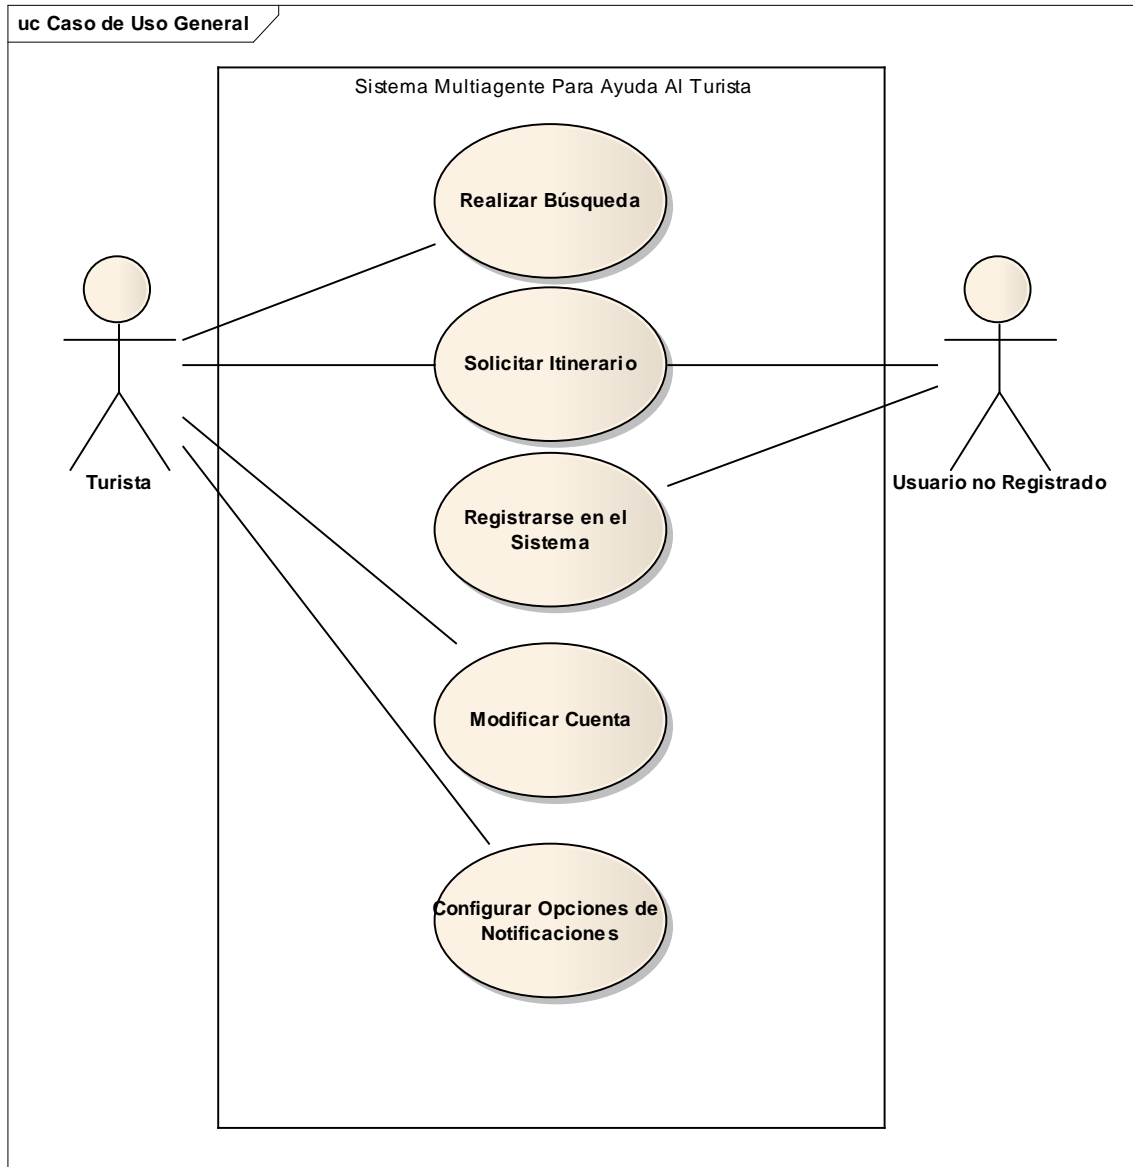 uc Caso de Uso General
Sistema Multiagente Para Ayuda Al Turista
Realizar Búsqueda
Solicitar Itinerario
Turista
Usuario no Registrado
Registrarse en el
Sistema
Modificar Cuenta
Configurar Opciones de
Notificaciones